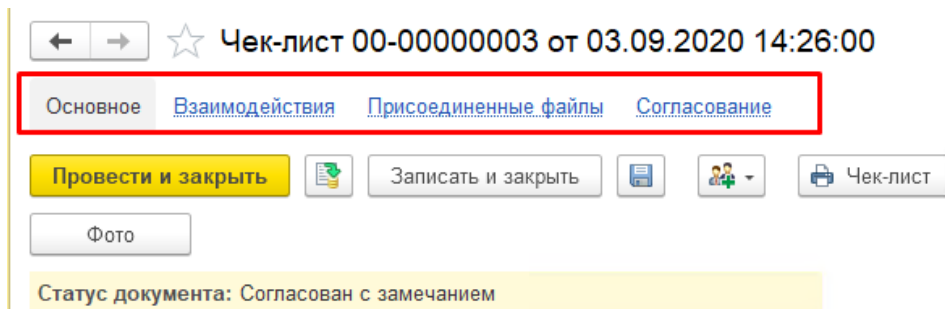 Чек-лист 00-00000003 от 03.09.2020 14:26:00
Основное Взаимодействия Присоединенные файлы Согласование
Провести и закрыть Записать и закрыть Чек-лист
Фото
Статус документа: Согласован с замечанием